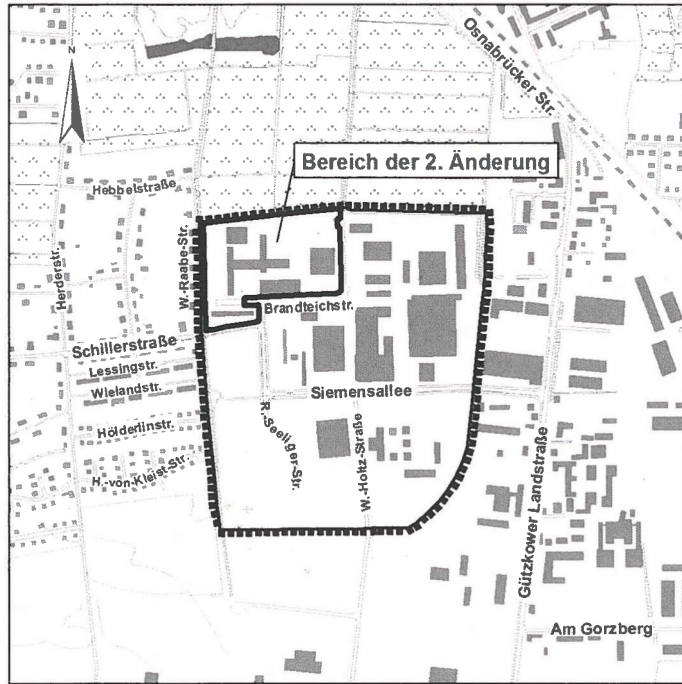 Osnabrücker Str.
N
Bereich der 2. Änderung
Hebbelstraße
Herderstr.
W.-Raabe-Str.
Brandteichstr.
Schillerstraße
Lessingstr.
Wielandstr.
Siemensallee
Hölderlinstr.
R.-Seeliger-Str.
W.-Holtz-Straße
H.-von-Kleist-Str.
Gützkower Landstraße
Am Gorzberg